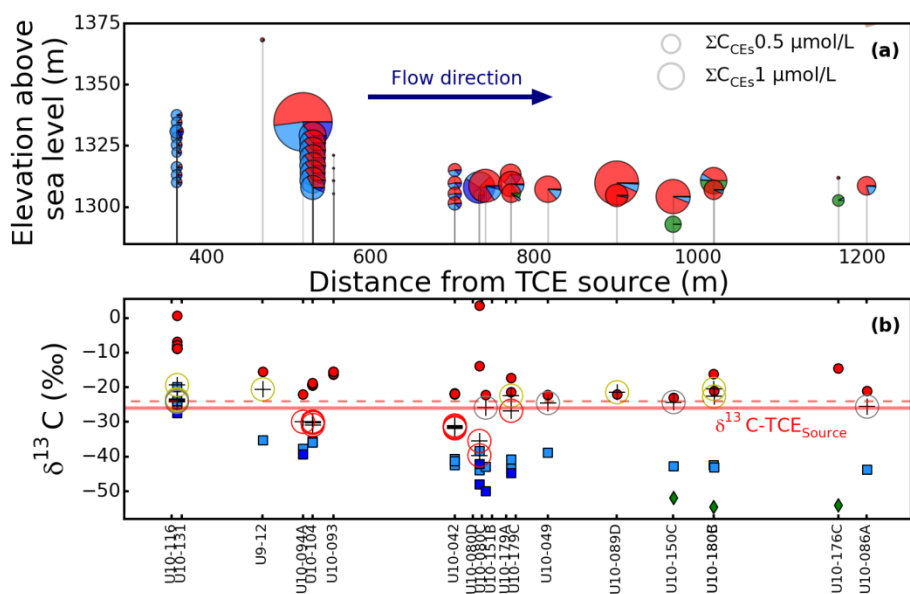 1375
1350
1325
1300
Elevation above
sea level (m)
(a)
ΣC_CEs 0.5 μmol/L
ΣC_CEs 1 μmol/L
Flow direction
400 600 800 1000 1200
Distance from TCE source (m)
(b)
0
−10
−20
−30
−40
−50
δ¹³C (‰)
δ¹³C-TCE_Source
U10-116
U10-131
U9-12
U10-094A
U10-104
U10-093
U10-042
U10-080D
U10-080C
U10-151B
U10-179A
U10-179C
U10-049
U10-089D
U10-150C
U10-176C
U10-086A